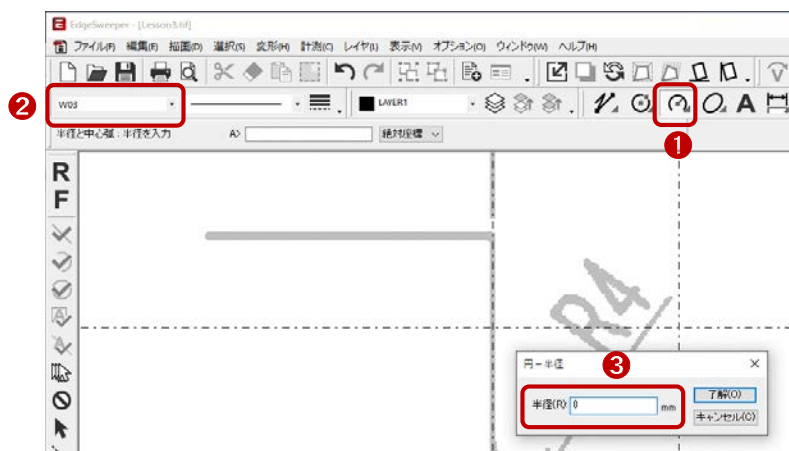 EdgeSweeper - [Lesson3.tif]
ファイル(F) 編集(E) 描画(D) 選択(S) 変形(H) 計測(C) レイヤ(L) 表示(V) オプション(O) ウィンドウ(W) ヘルプ(H)
2 W03 LAYER1 A
1
半径と中心弧 : 半径を入力 A> 絶対座標
R
F
R4
円-半径
3
半径(R) 0 mm 了解(O)
キャンセル(C)